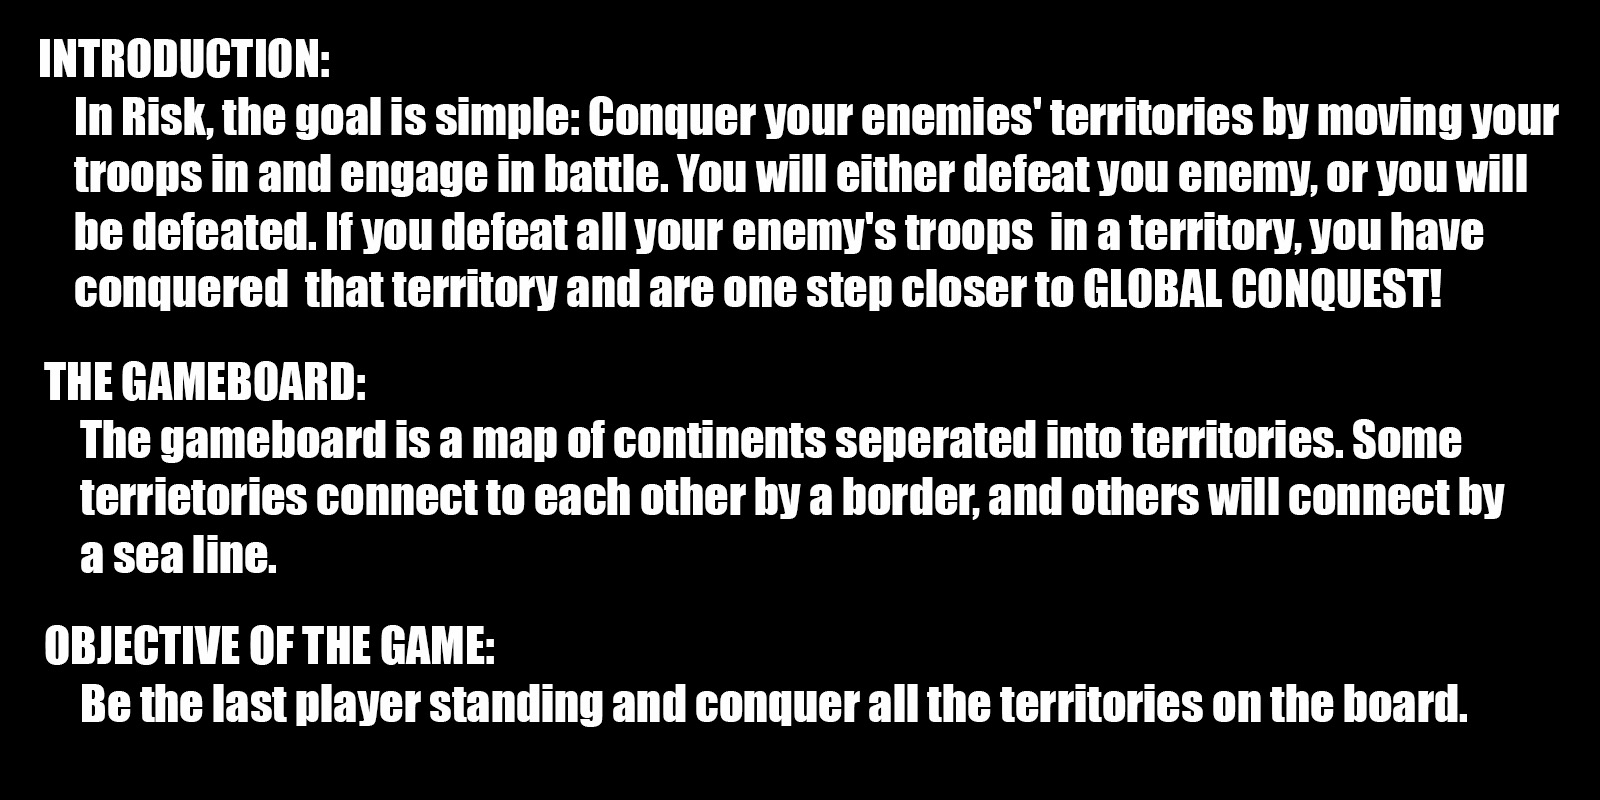 INTRODUCTION:
In Risk, the goal is simple: Conquer your enemies' territories by moving your
troops in and engage in battle. You will either defeat you enemy, or you will
be defeated. If you defeat all your enemy's troops  in a territory, you have
conquered  that territory and are one step closer to GLOBAL CONQUEST!
THE GAMEBOARD:
The gameboard is a map of continents seperated into territories. Some
terrietories connect to each other by a border, and others will connect by
a sea line.
OBJECTIVE OF THE GAME:
Be the last player standing and conquer all the territories on the board.